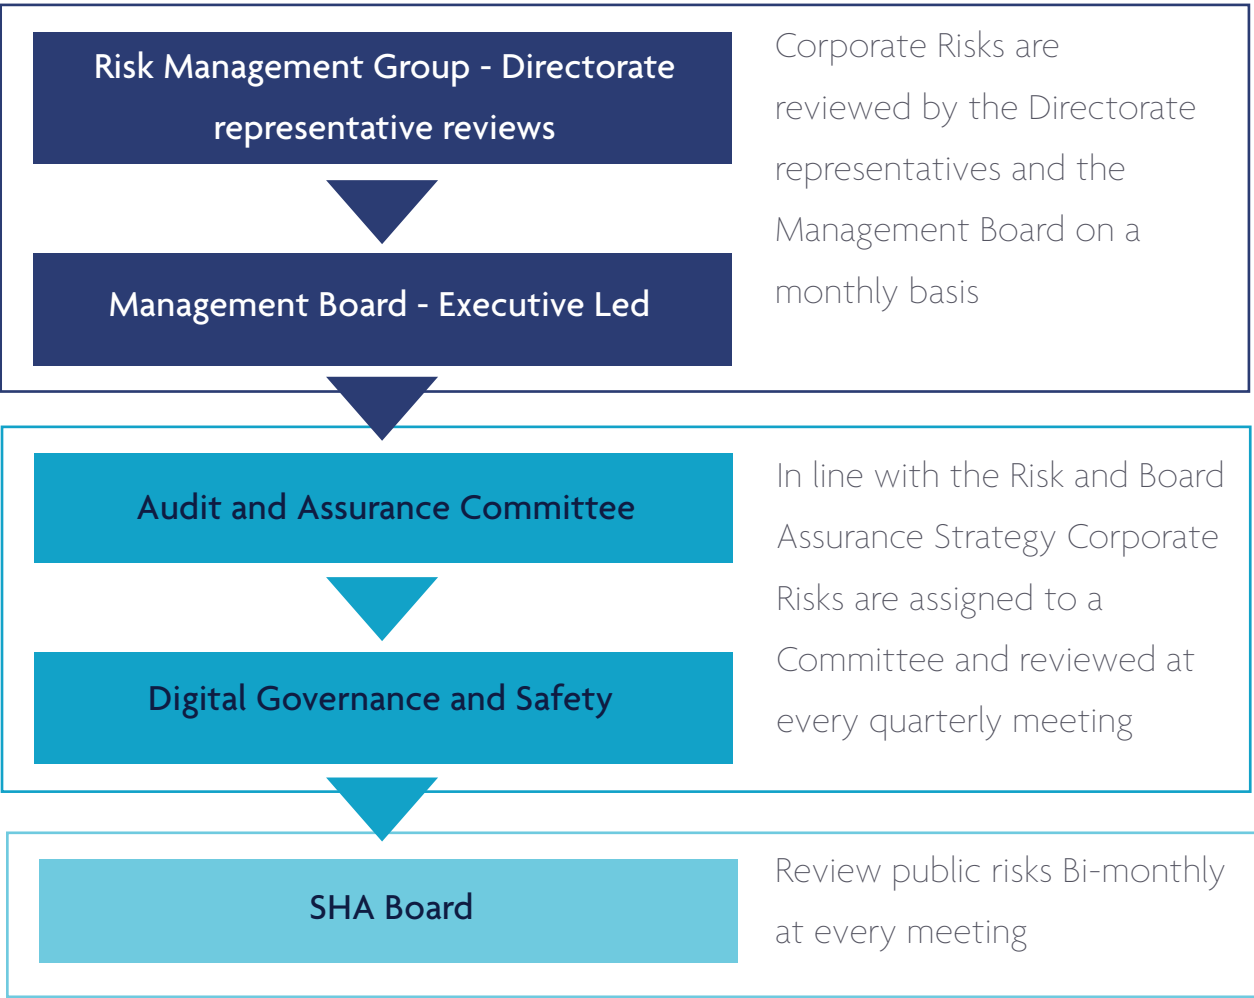 Risk Management Group - Directorate
representative reviews
Management Board - Executive Led
Corporate Risks are
reviewed by the Directorate
representatives and the
Management Board on a
monthly basis
Audit and Assurance Committee
Digital Governance and Safety
In line with the Risk and Board
Assurance Strategy Corporate
Risks are assigned to a
Committee and reviewed at
every quarterly meeting
SHA Board
Review public risks Bi-monthly
at every meeting